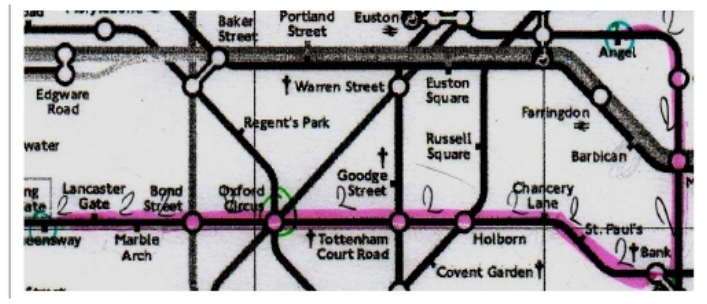 Baker
Street
Portland
Street
Euston
2
Angel
Edgware
Road
Warren Street
Euston
Square
Farringdon
Regent's Park
Russell
Square
Barbican
water
Goodge
Street
Lancaster
Gate
Bond
Street
Oxford
Circus
Chancery
Lane
2
2
2
2
2
2
2
Marble
Arch
Tottenham
Court Road
Holborn
St. Paul's
2
Bank
Covent Garden